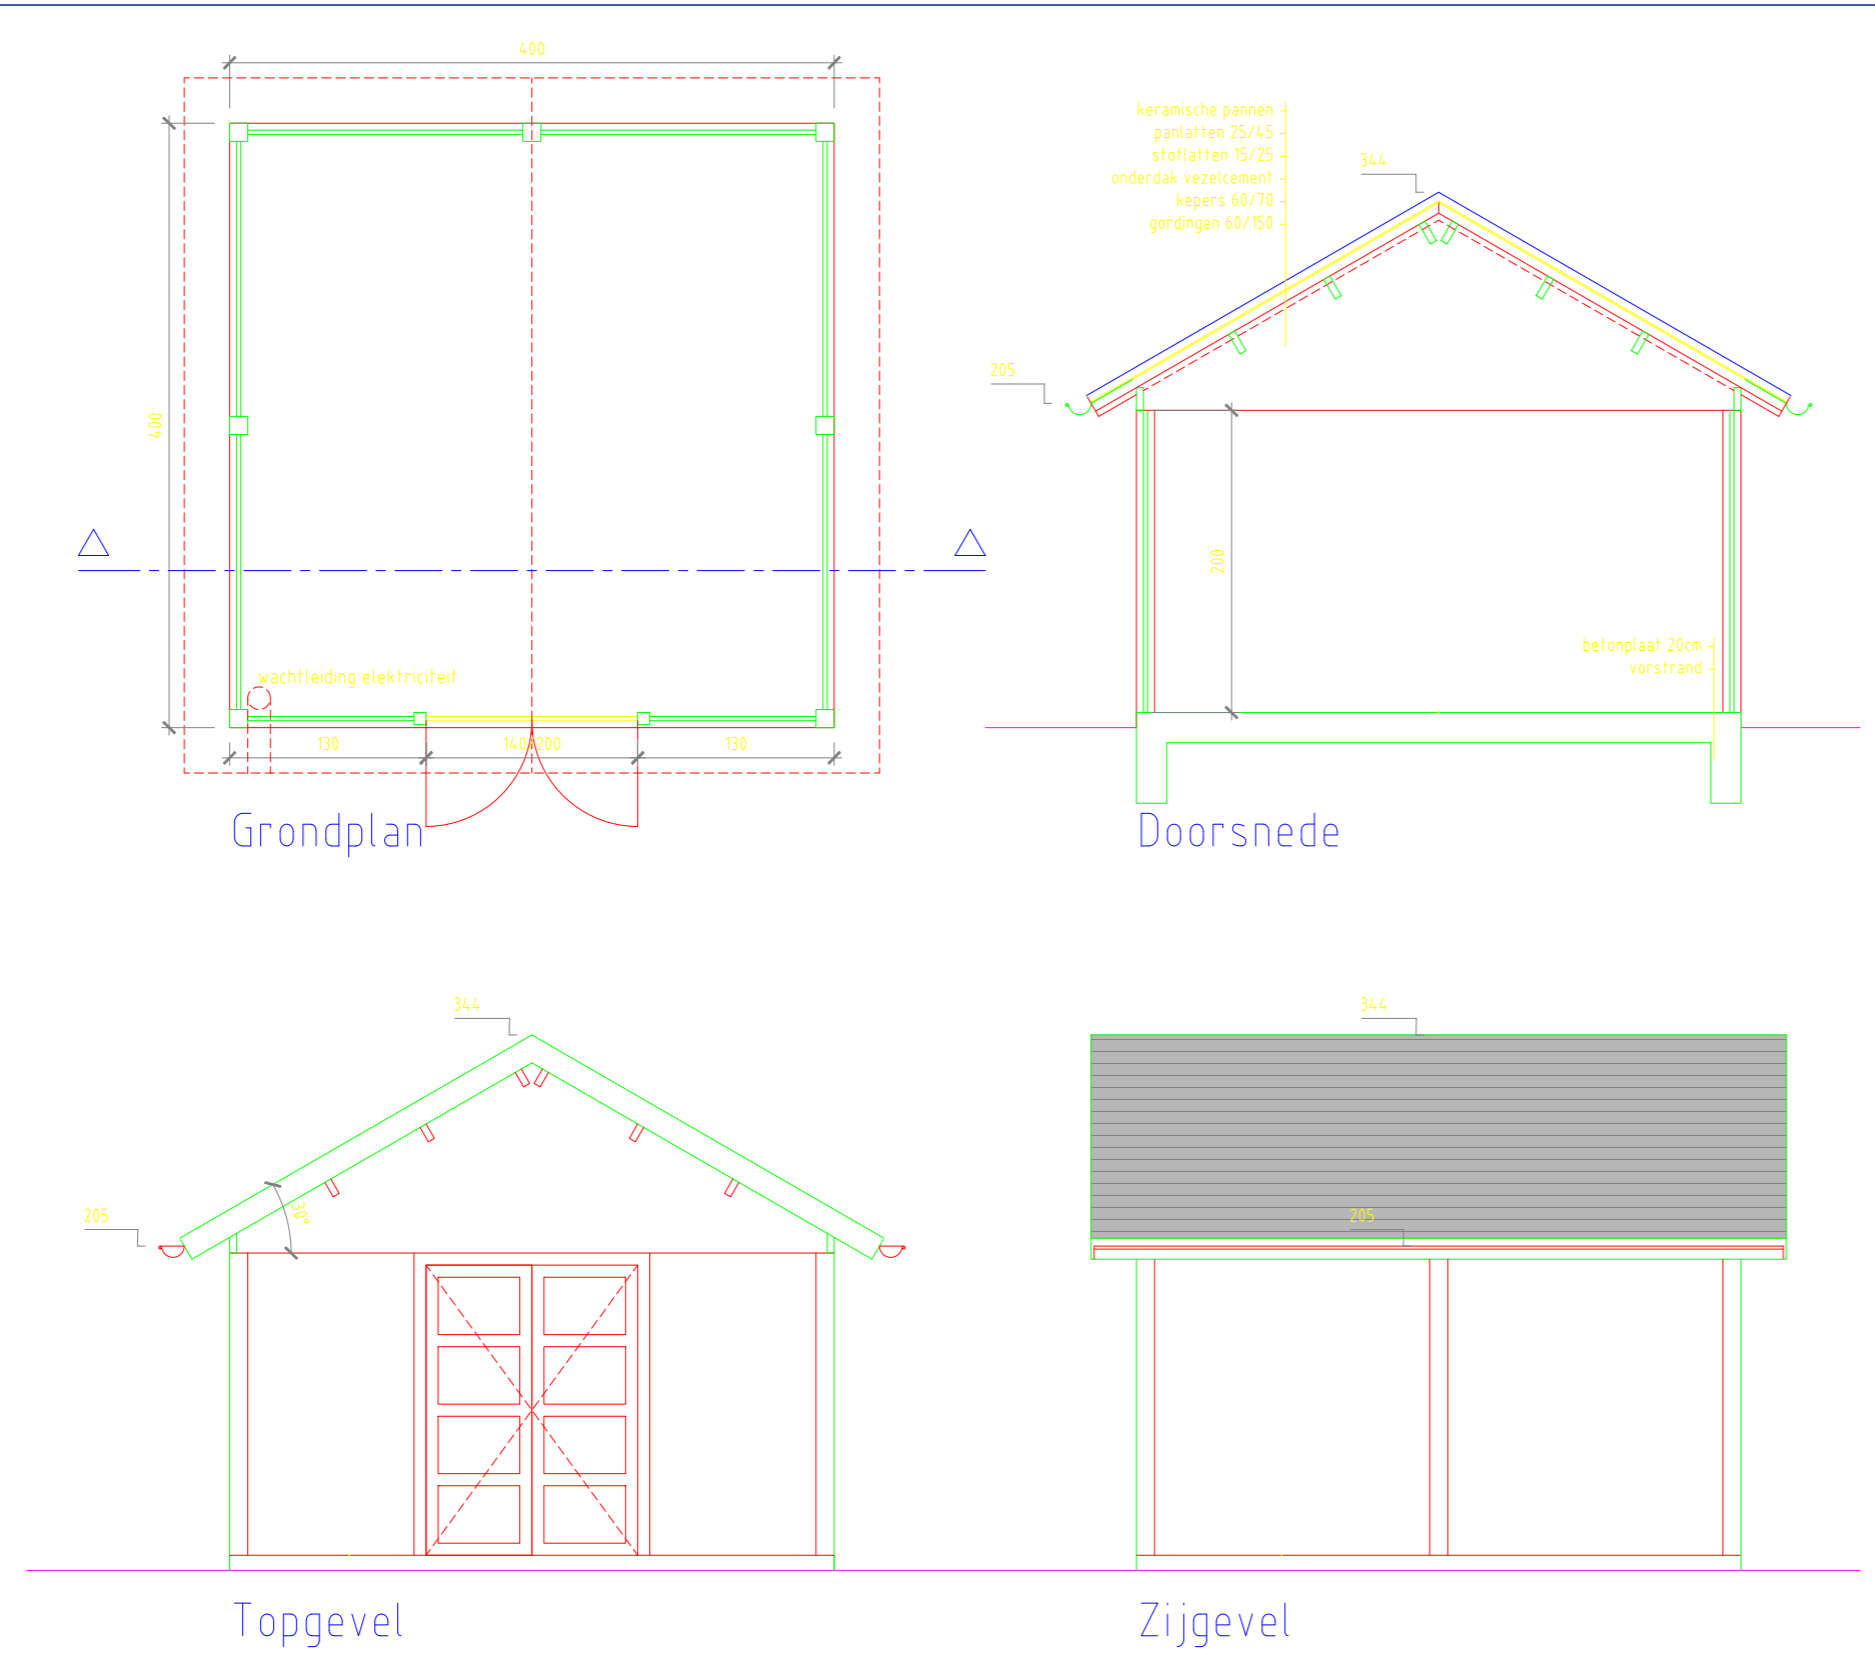 400
400
wachtleiding elektriciteit
130
140/200
130
Grondplan
keramische pannen
panlatten 25/45
stoflatten 15/25
onderdak vezelcement
kepers 60/70
gordingen 60/150
344
205
200
betonplaat 20cm
vorstrand
Doorsnede
344
205
30°
Topgevel
344
205
Zijgevel